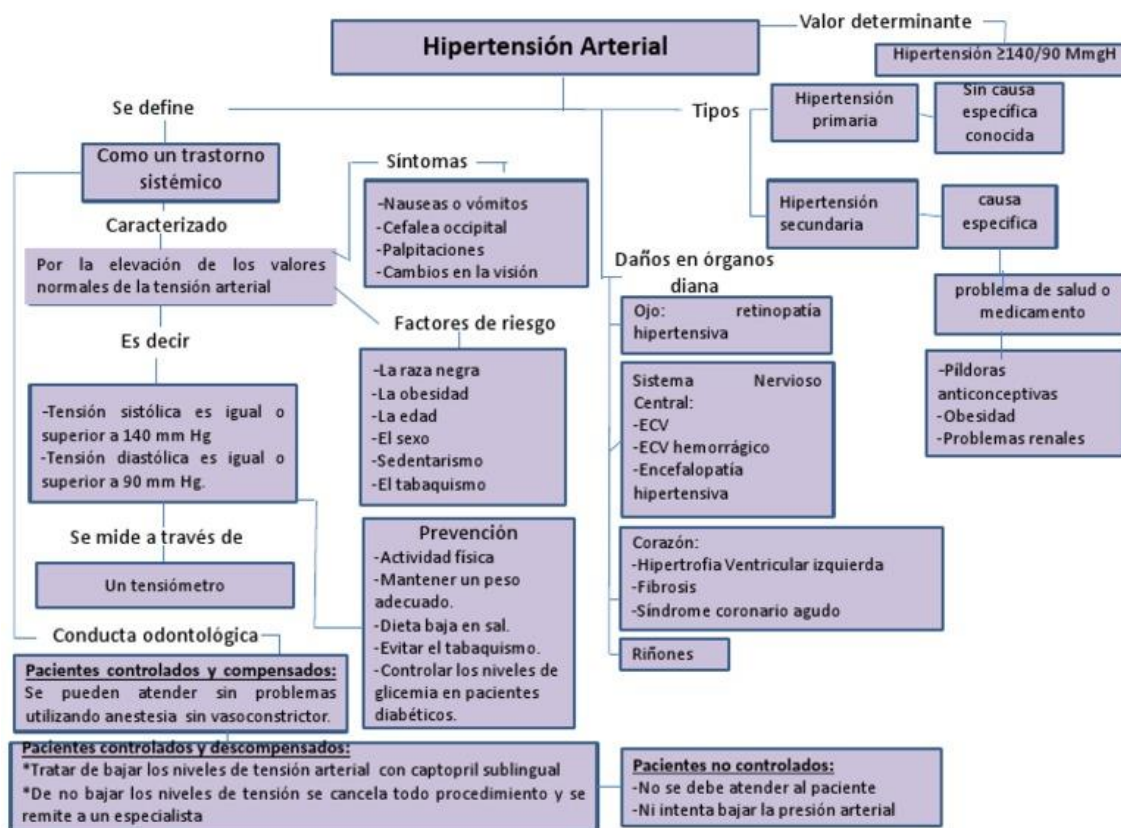 Hipertensión Arterial
Valor determinante
Hipertensión ≥140/90 MmgH
Se define
Como un trastorno
sistémico
Caracterizado
Por la elevación de los valores
normales de la tensión arterial
Es decir
-Tensión sistólica es igual o
superior a 140 mm Hg
-Tensión diastólica es igual o
superior a 90 mm Hg.
Se mide a través de
Un tensiómetro
Síntomas
-Nauseas o vómitos
-Cefalea occipital
-Palpitaciones
-Cambios en la visión
Factores de riesgo
-La raza negra
-La obesidad
-La edad
-El sexo
-Sedentarismo
-El tabaquismo
Prevención
-Actividad física
-Mantener un peso
adecuado.
-Dieta baja en sal.
-Evitar el tabaquismo.
-Controlar los niveles de
glicemia en pacientes
diabéticos.
Tipos
Hipertensión
primaria
Sin causa
específica
conocida
Hipertensión
secundaria
causa
especifica
problema de salud o
medicamento
-Píldoras
anticonceptivas
-Obesidad
-Problemas renales
Daños en órganos
diana
Ojo: retinopatía
hipertensiva
Sistema Nervioso
Central:
-ECV
-ECV hemorrágico
-Encefalopatía
hipertensiva
Corazón:
-Hipertrofia Ventricular izquierda
-Fibrosis
-Síndrome coronario agudo
Riñones
Conducta odontológica
Pacientes controlados y compensados:
Se pueden atender sin problemas
utilizando anestesia sin vasoconstrictor.
Pacientes controlados y descompensados:
*Tratar de bajar los niveles de tensión arterial con captopril sublingual
*De no bajar los niveles de tensión se cancela todo procedimiento y se
remite a un especialista
Pacientes no controlados:
-No se debe atender al paciente
-Ni intenta bajar la presión arterial